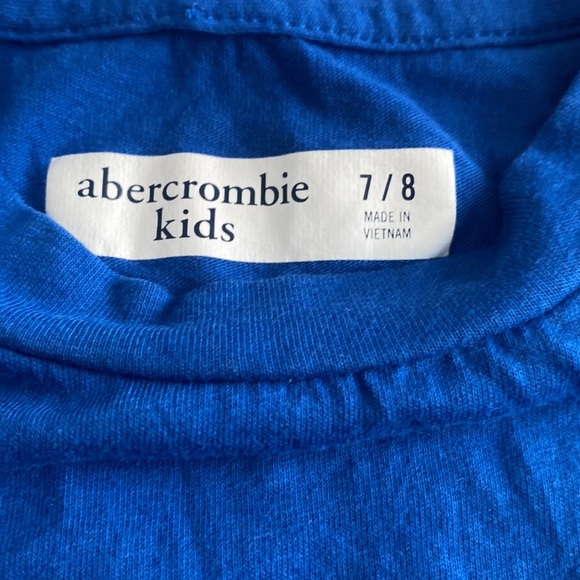 abercrombie
kids
7 / 8
MADE IN
VIETNAM